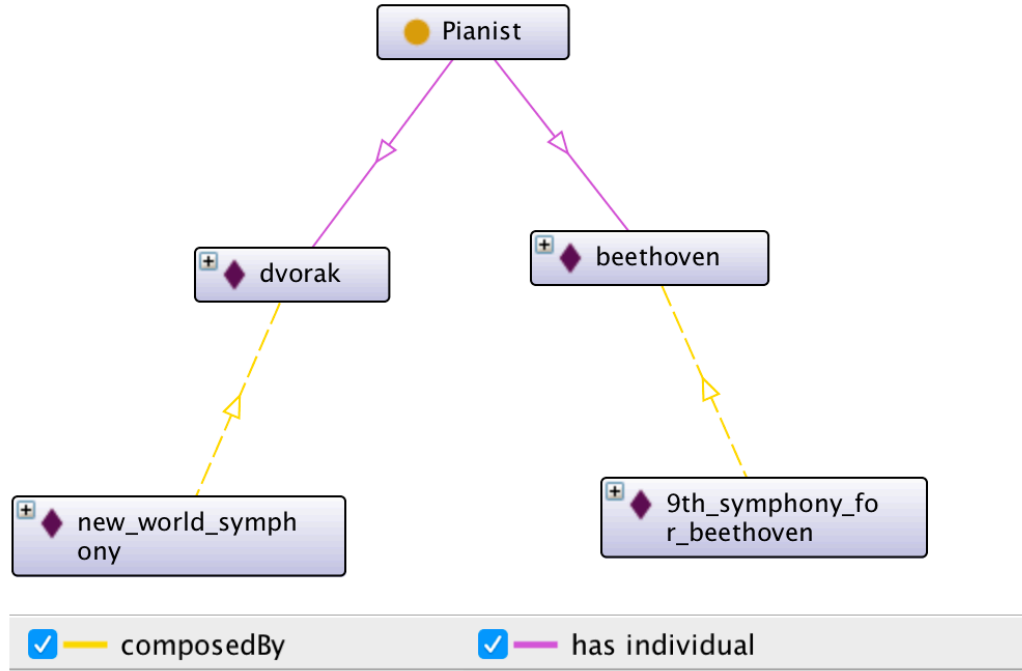 Pianist
dvorak
beethoven
new_world_symph
ony
9th_symphony_fo
r_beethoven
composedBy
has individual